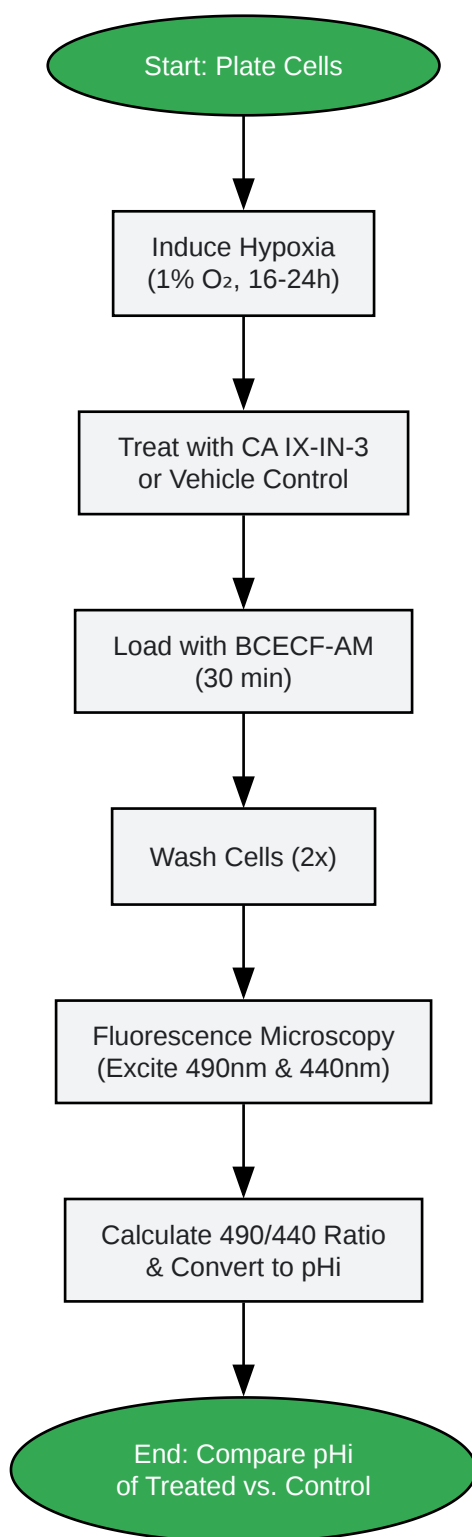 Start: Plate Cells
Induce Hypoxia
(1% O₂, 16-24h)
Treat with CA IX-IN-3
or Vehicle Control
Load with BCECF-AM
(30 min)
Wash Cells (2x)
Fluorescence Microscopy
(Excite 490nm & 440nm)
Calculate 490/440 Ratio
& Convert to pHi
End: Compare pHi
of Treated vs. Control